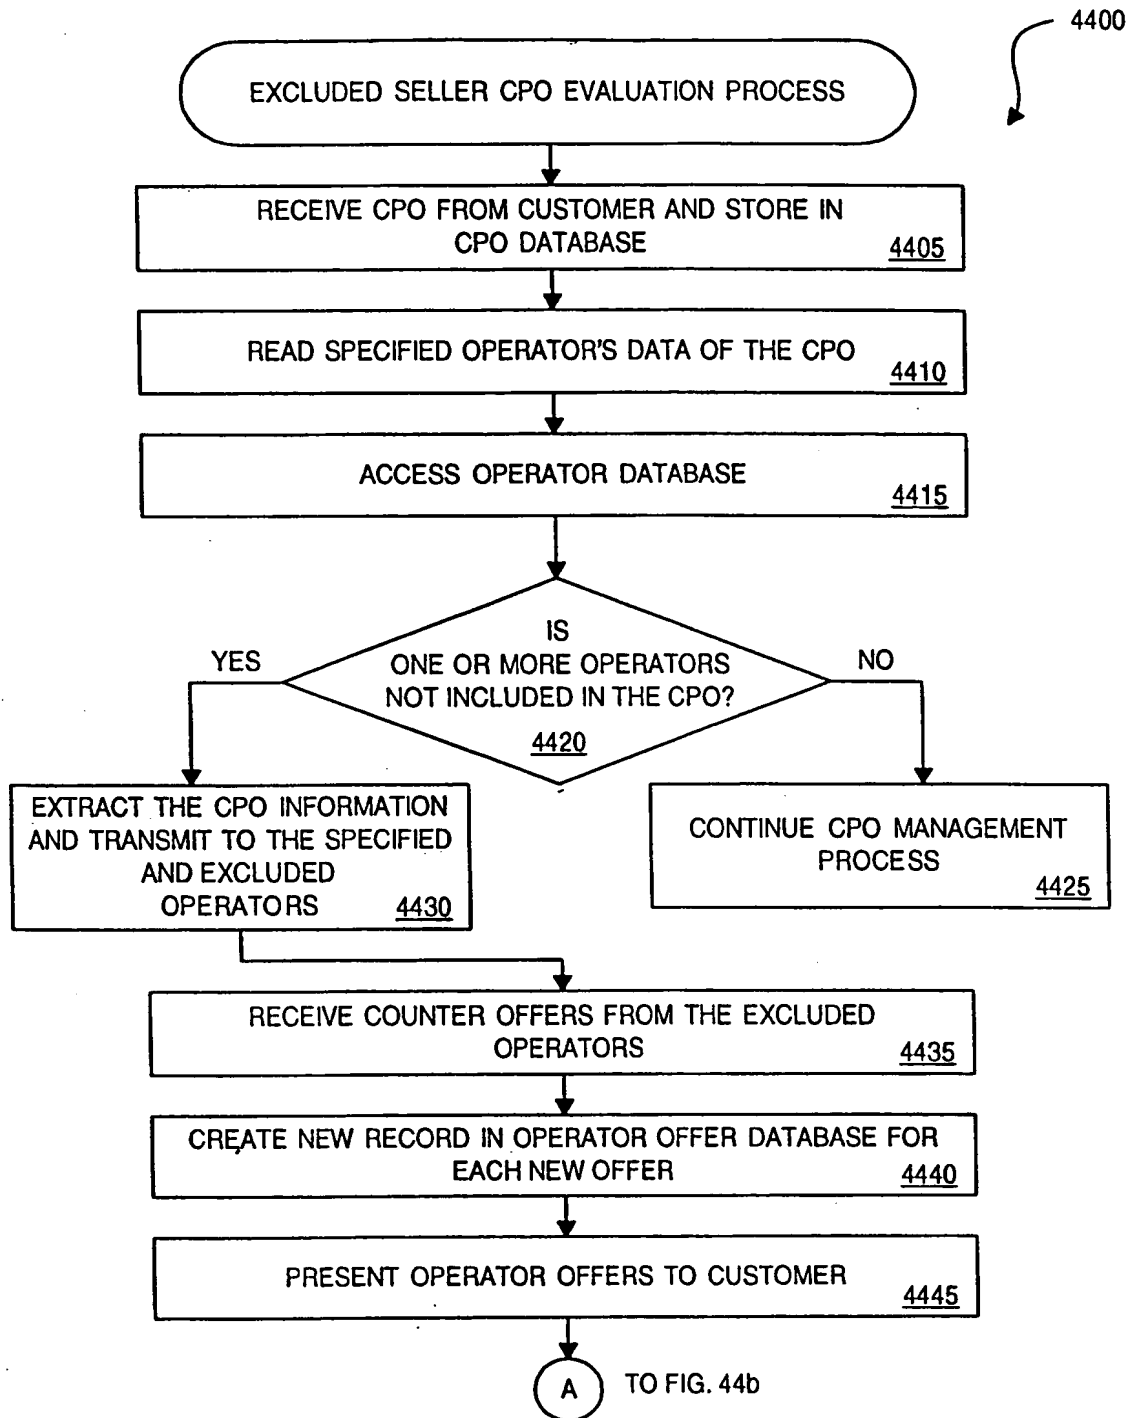 4400
EXCLUDED SELLER CPO EVALUATION PROCESS
RECEIVE CPO FROM CUSTOMER AND STORE IN
CPO DATABASE
4405
READ SPECIFIED OPERATOR'S DATA OF THE CPO
4410
ACCESS OPERATOR DATABASE
4415
IS
ONE OR MORE OPERATORS
NOT INCLUDED IN THE CPO?
4420
YES
NO
EXTRACT THE CPO INFORMATION
AND TRANSMIT TO THE SPECIFIED
AND EXCLUDED
OPERATORS
4430
CONTINUE CPO MANAGEMENT
PROCESS
4425
RECEIVE COUNTER OFFERS FROM THE EXCLUDED
OPERATORS
4435
CREATE NEW RECORD IN OPERATOR OFFER DATABASE FOR
EACH NEW OFFER
4440
PRESENT OPERATOR OFFERS TO CUSTOMER
4445
A
TO FIG. 44b